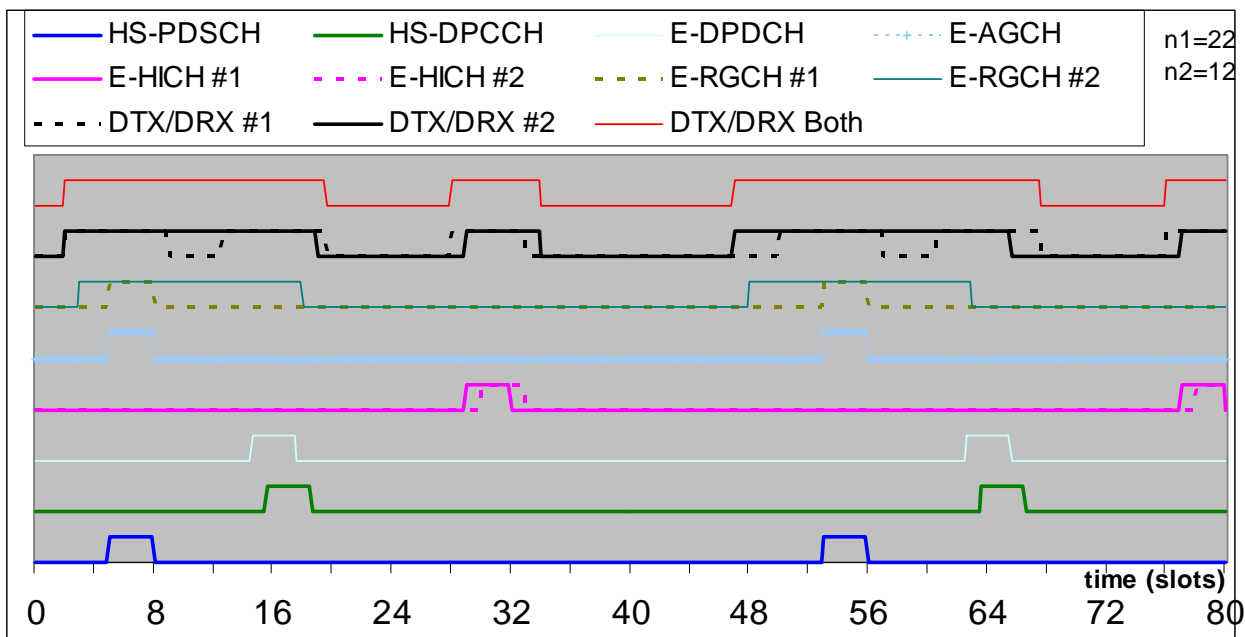 HS-PDSCH HS-DPCCH E-DPDCH E-AGCH
n1=22
E-HICH #1 E-HICH #2 E-RGCH #1 E-RGCH #2
n2=12
DTX/DRX #1 DTX/DRX #2 DTX/DRX Both
time (slots)
0 8 16 24 32 40 48 56 64 72 80